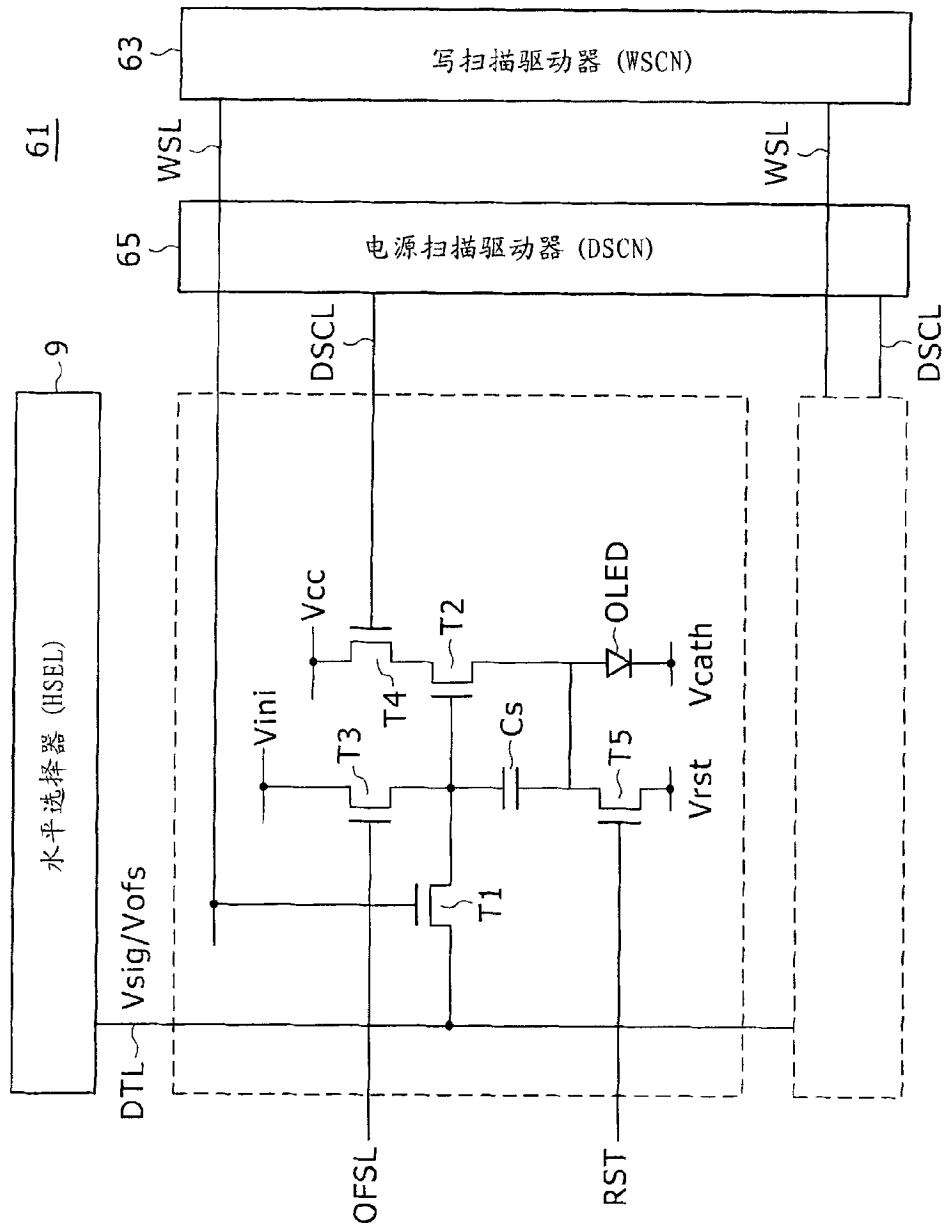 61
63
写扫描驱动器 (WSCN)
WSL
WSL
65
电源扫描驱动器 (DSCN)
DSCL
DSCL
9
水平选择器 (HSEL)
DTL
Vsig/Vofs
OFSL
RST
Vini
Vcc
T3
T4
T2
T1
Cs
T5
OLED
Vrst
Vcath